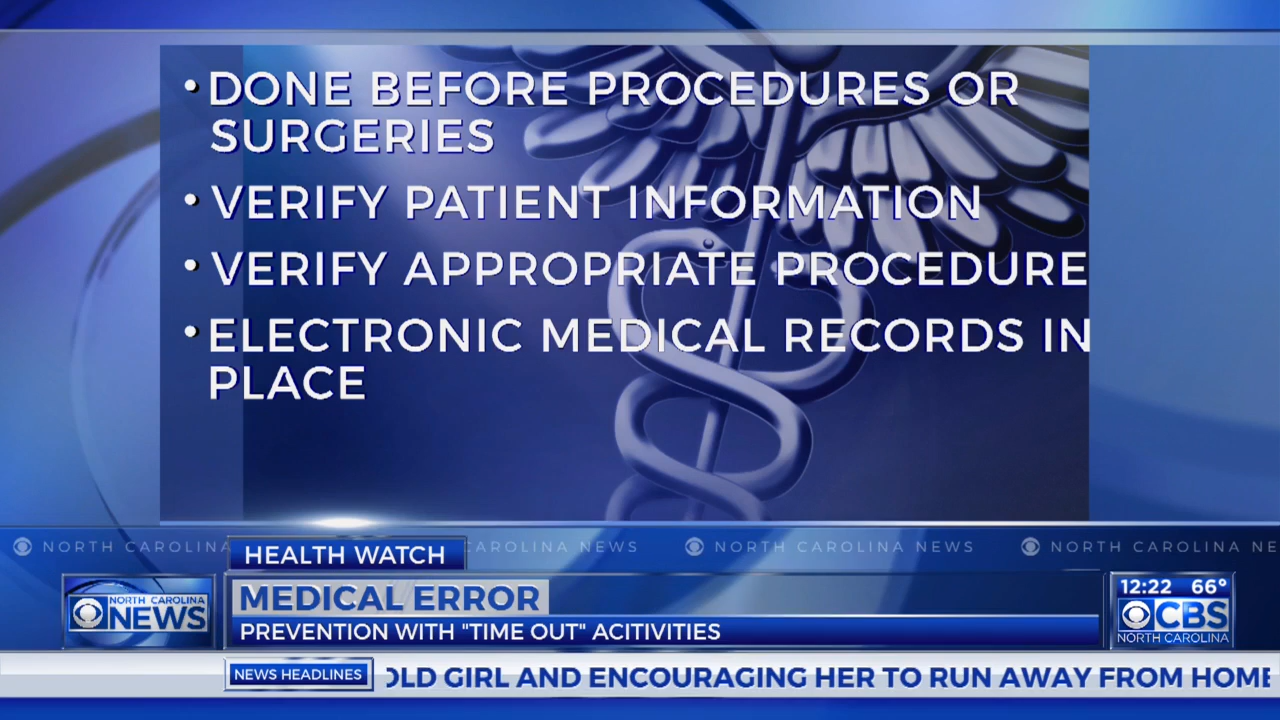 • DONE BEFORE PROCEDURES OR
SURGERIES
• VERIFY PATIENT INFORMATION
• VERIFY APPROPRIATE PROCEDURE
• ELECTRONIC MEDICAL RECORDS IN
PLACE
NORTH CAROLINA CAROLINA NEWS NORTH CAROLINA NEWS NORTH CAROLINA NE
HEALTH WATCH
MEDICAL ERROR
PREVENTION WITH "TIME OUT" ACITIVITIES
NORTH CAROLINA
NEWS
12:22 66°
CBS
NORTH CAROLINA
NEWS HEADLINES OLD GIRL AND ENCOURAGING HER TO RUN AWAY FROM HOME